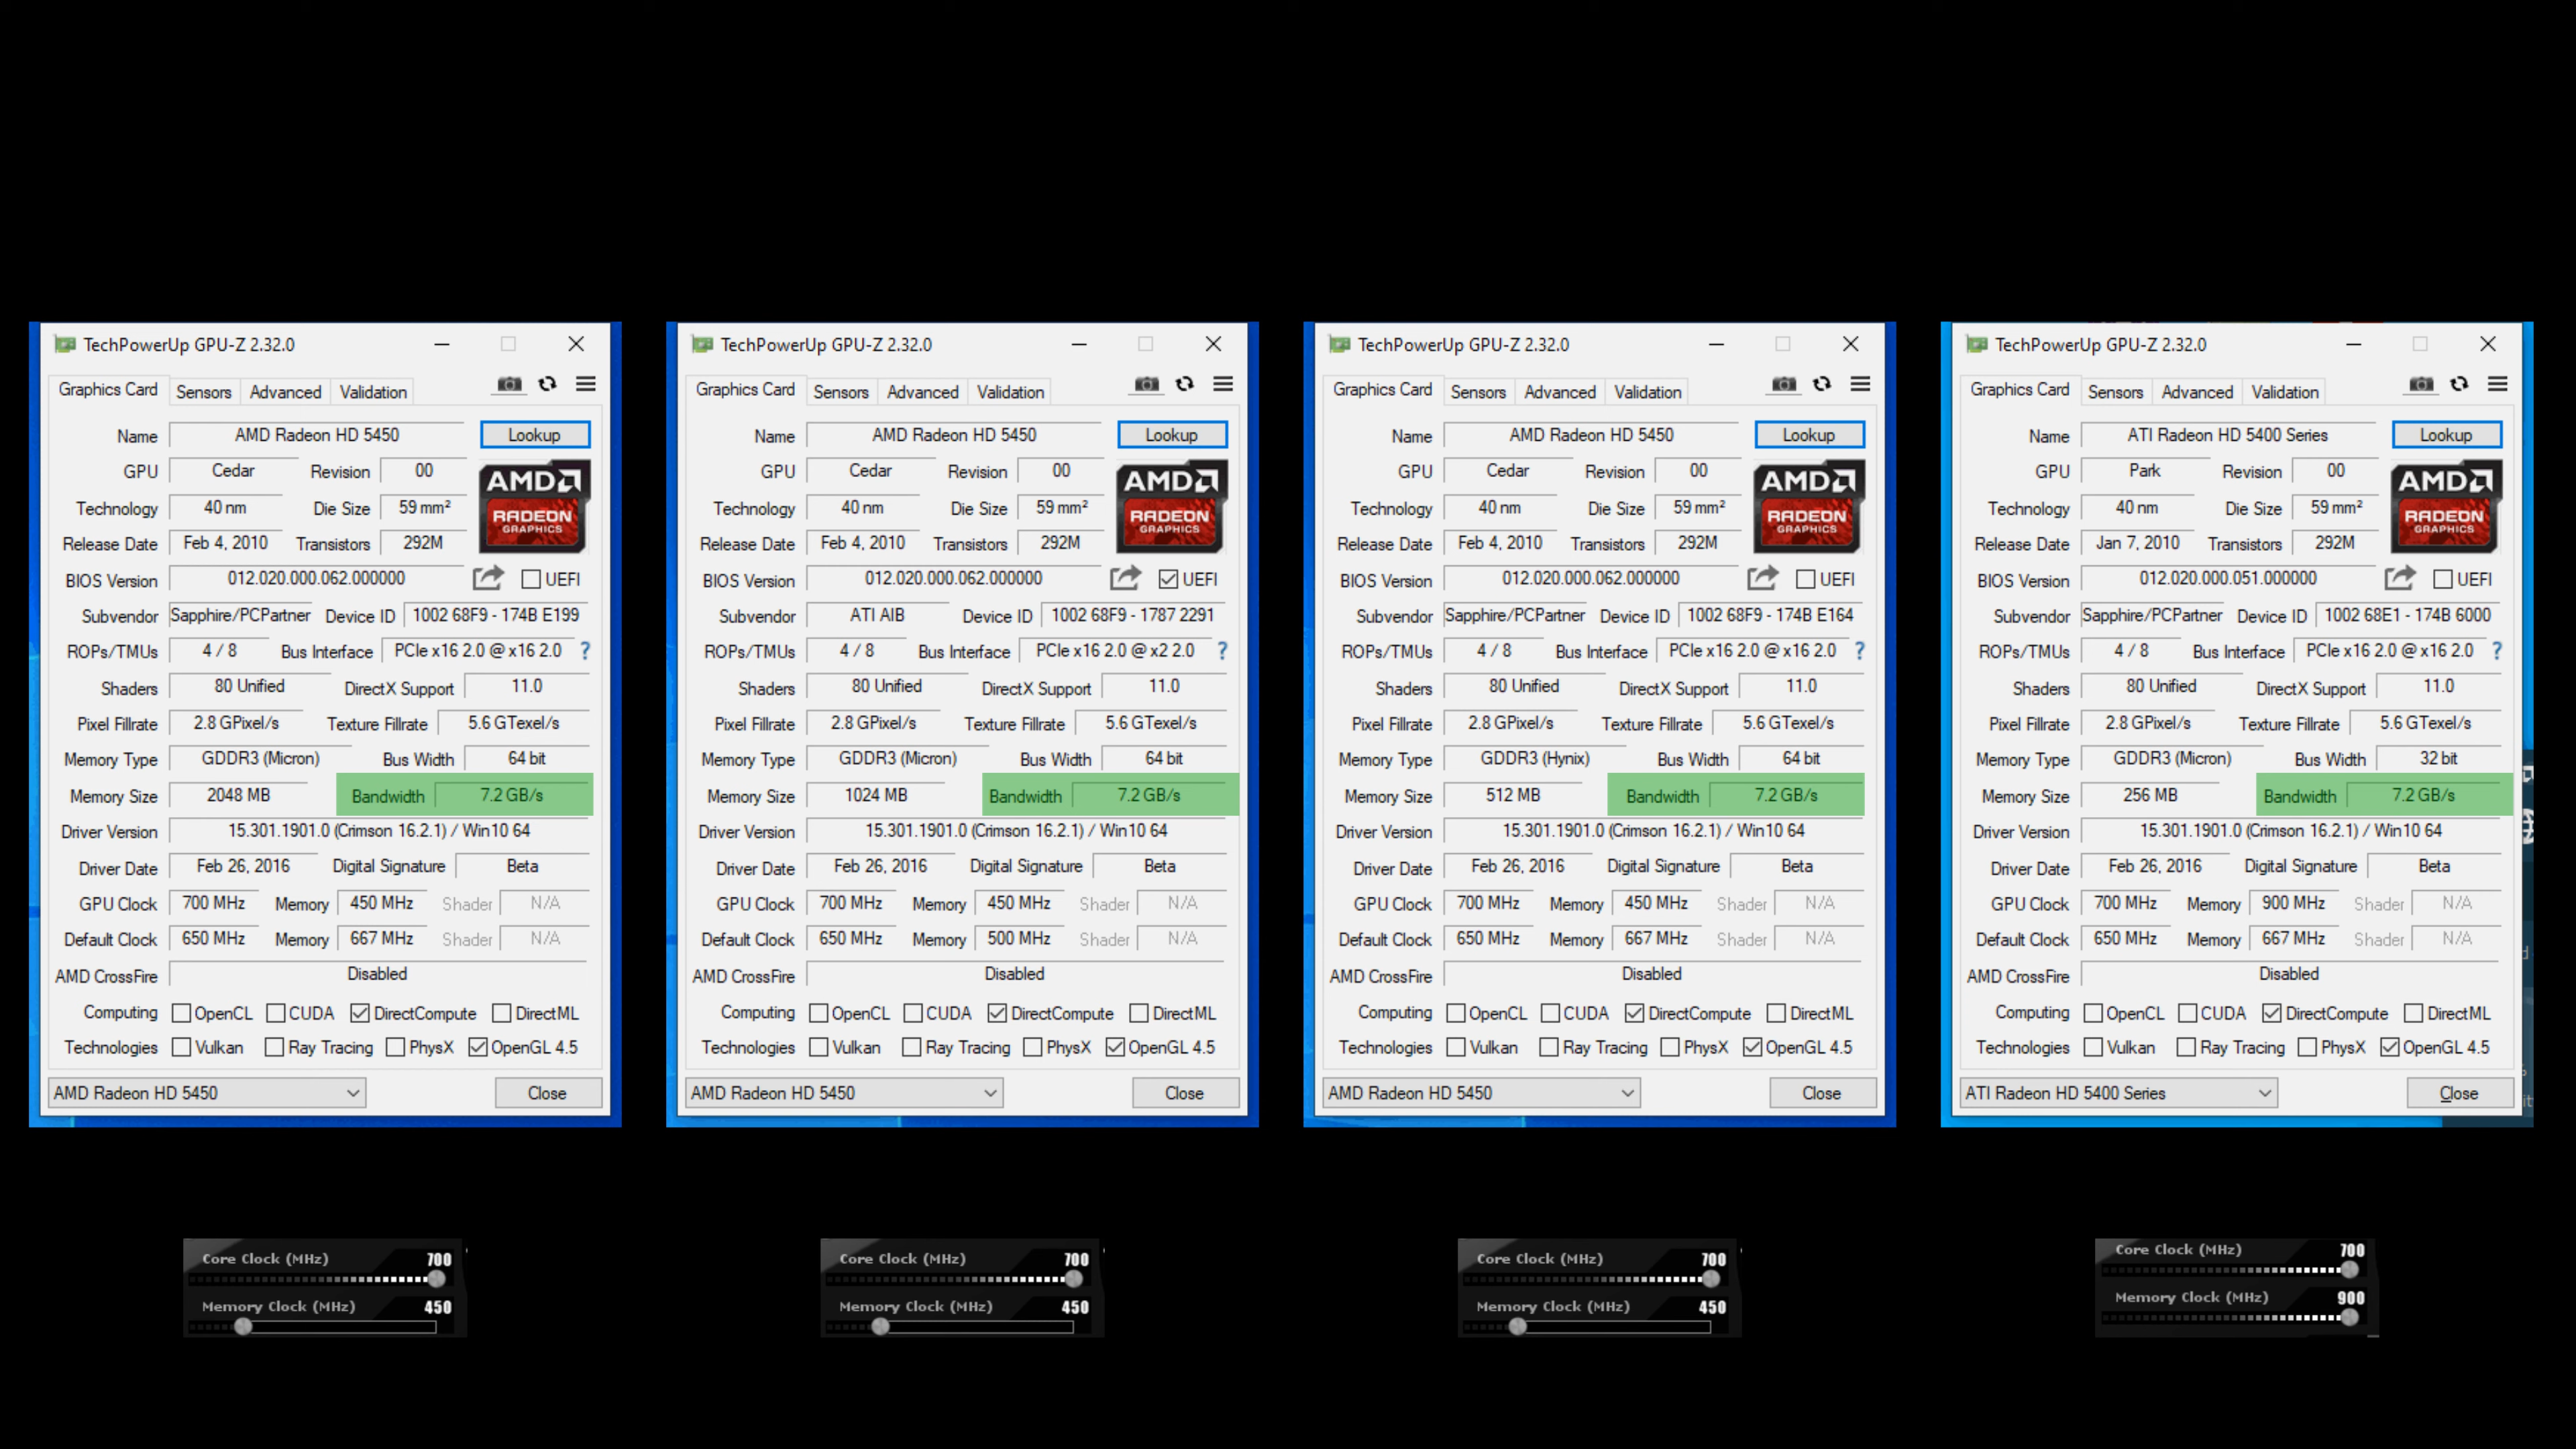 TechPowerUp GPU-Z 2.32.0
Graphics Card Sensors Advanced Validation
Name AMD Radeon HD 5450 Lookup
GPU Cedar Revision 00
AMD RADEON GRAPHICS
Technology 40 nm Die Size 59 mm²
Release Date Feb 4, 2010 Transistors 292M
BIOS Version 012.020.000.062.000000 UEFI
Subvendor Sapphire/PCPartner Device ID 1002 68F9 - 174B E199
ROPs/TMUs 4 / 8 Bus Interface PCIe x16 2.0 @ x16 2.0 ?
Shaders 80 Unified DirectX Support 11.0
Pixel Fillrate 2.8 GPixel/s Texture Fillrate 5.6 GTexel/s
Memory Type GDDR3 (Micron) Bus Width 64 bit
Memory Size 2048 MB Bandwidth 7.2 GB/s
Driver Version 15.301.1901.0 (Crimson 16.2.1) / Win10 64
Driver Date Feb 26, 2016 Digital Signature Beta
GPU Clock 700 MHz Memory 450 MHz Shader N/A
Default Clock 650 MHz Memory 667 MHz Shader N/A
AMD CrossFire Disabled
Computing OpenCL CUDA DirectCompute DirectML
Technologies Vulkan Ray Tracing PhysX OpenGL 4.5
AMD Radeon HD 5450 Close
Core Clock (MHz) 700
Memory Clock (MHz) 450
TechPowerUp GPU-Z 2.32.0
Graphics Card Sensors Advanced Validation
Name AMD Radeon HD 5450 Lookup
GPU Cedar Revision 00
AMD RADEON GRAPHICS
Technology 40 nm Die Size 59 mm²
Release Date Feb 4, 2010 Transistors 292M
BIOS Version 012.020.000.062.000000 UEFI
Subvendor ATI AIB Device ID 1002 68F9 - 1787 2291
ROPs/TMUs 4 / 8 Bus Interface PCIe x16 2.0 @ x2 2.0 ?
Shaders 80 Unified DirectX Support 11.0
Pixel Fillrate 2.8 GPixel/s Texture Fillrate 5.6 GTexel/s
Memory Type GDDR3 (Micron) Bus Width 64 bit
Memory Size 1024 MB Bandwidth 7.2 GB/s
Driver Version 15.301.1901.0 (Crimson 16.2.1) / Win10 64
Driver Date Feb 26, 2016 Digital Signature Beta
GPU Clock 700 MHz Memory 450 MHz Shader N/A
Default Clock 650 MHz Memory 500 MHz Shader N/A
AMD CrossFire Disabled
Computing OpenCL CUDA DirectCompute DirectML
Technologies Vulkan Ray Tracing PhysX OpenGL 4.5
AMD Radeon HD 5450 Close
Core Clock (MHz) 700
Memory Clock (MHz) 450
TechPowerUp GPU-Z 2.32.0
Graphics Card Sensors Advanced Validation
Name AMD Radeon HD 5450 Lookup
GPU Cedar Revision 00
AMD RADEON GRAPHICS
Technology 40 nm Die Size 59 mm²
Release Date Feb 4, 2010 Transistors 292M
BIOS Version 012.020.000.062.000000 UEFI
Subvendor Sapphire/PCPartner Device ID 1002 68F9 - 174B E164
ROPs/TMUs 4 / 8 Bus Interface PCIe x16 2.0 @ x16 2.0 ?
Shaders 80 Unified DirectX Support 11.0
Pixel Fillrate 2.8 GPixel/s Texture Fillrate 5.6 GTexel/s
Memory Type GDDR3 (Hynix) Bus Width 64 bit
Memory Size 512 MB Bandwidth 7.2 GB/s
Driver Version 15.301.1901.0 (Crimson 16.2.1) / Win10 64
Driver Date Feb 26, 2016 Digital Signature Beta
GPU Clock 700 MHz Memory 450 MHz Shader N/A
Default Clock 650 MHz Memory 667 MHz Shader N/A
AMD CrossFire Disabled
Computing OpenCL CUDA DirectCompute DirectML
Technologies Vulkan Ray Tracing PhysX OpenGL 4.5
AMD Radeon HD 5450 Close
Core Clock (MHz) 700
Memory Clock (MHz) 450
TechPowerUp GPU-Z 2.32.0
Graphics Card Sensors Advanced Validation
Name ATI Radeon HD 5400 Series Lookup
GPU Park Revision 00
AMD RADEON GRAPHICS
Technology 40 nm Die Size 59 mm²
Release Date Jan 7, 2010 Transistors 292M
BIOS Version 012.020.000.051.000000 UEFI
Subvendor Sapphire/PCPartner Device ID 1002 68E1 - 174B 6000
ROPs/TMUs 4 / 8 Bus Interface PCIe x16 2.0 @ x16 2.0 ?
Shaders 80 Unified DirectX Support 11.0
Pixel Fillrate 2.8 GPixel/s Texture Fillrate 5.6 GTexel/s
Memory Type GDDR3 (Micron) Bus Width 32 bit
Memory Size 256 MB Bandwidth 7.2 GB/s
Driver Version 15.301.1901.0 (Crimson 16.2.1) / Win10 64
Driver Date Feb 26, 2016 Digital Signature Beta
GPU Clock 700 MHz Memory 900 MHz Shader N/A
Default Clock 650 MHz Memory 667 MHz Shader N/A
AMD CrossFire Disabled
Computing OpenCL CUDA DirectCompute DirectML
Technologies Vulkan Ray Tracing PhysX OpenGL 4.5
ATI Radeon HD 5400 Series Close
Core Clock (MHz) 700
Memory Clock (MHz) 900